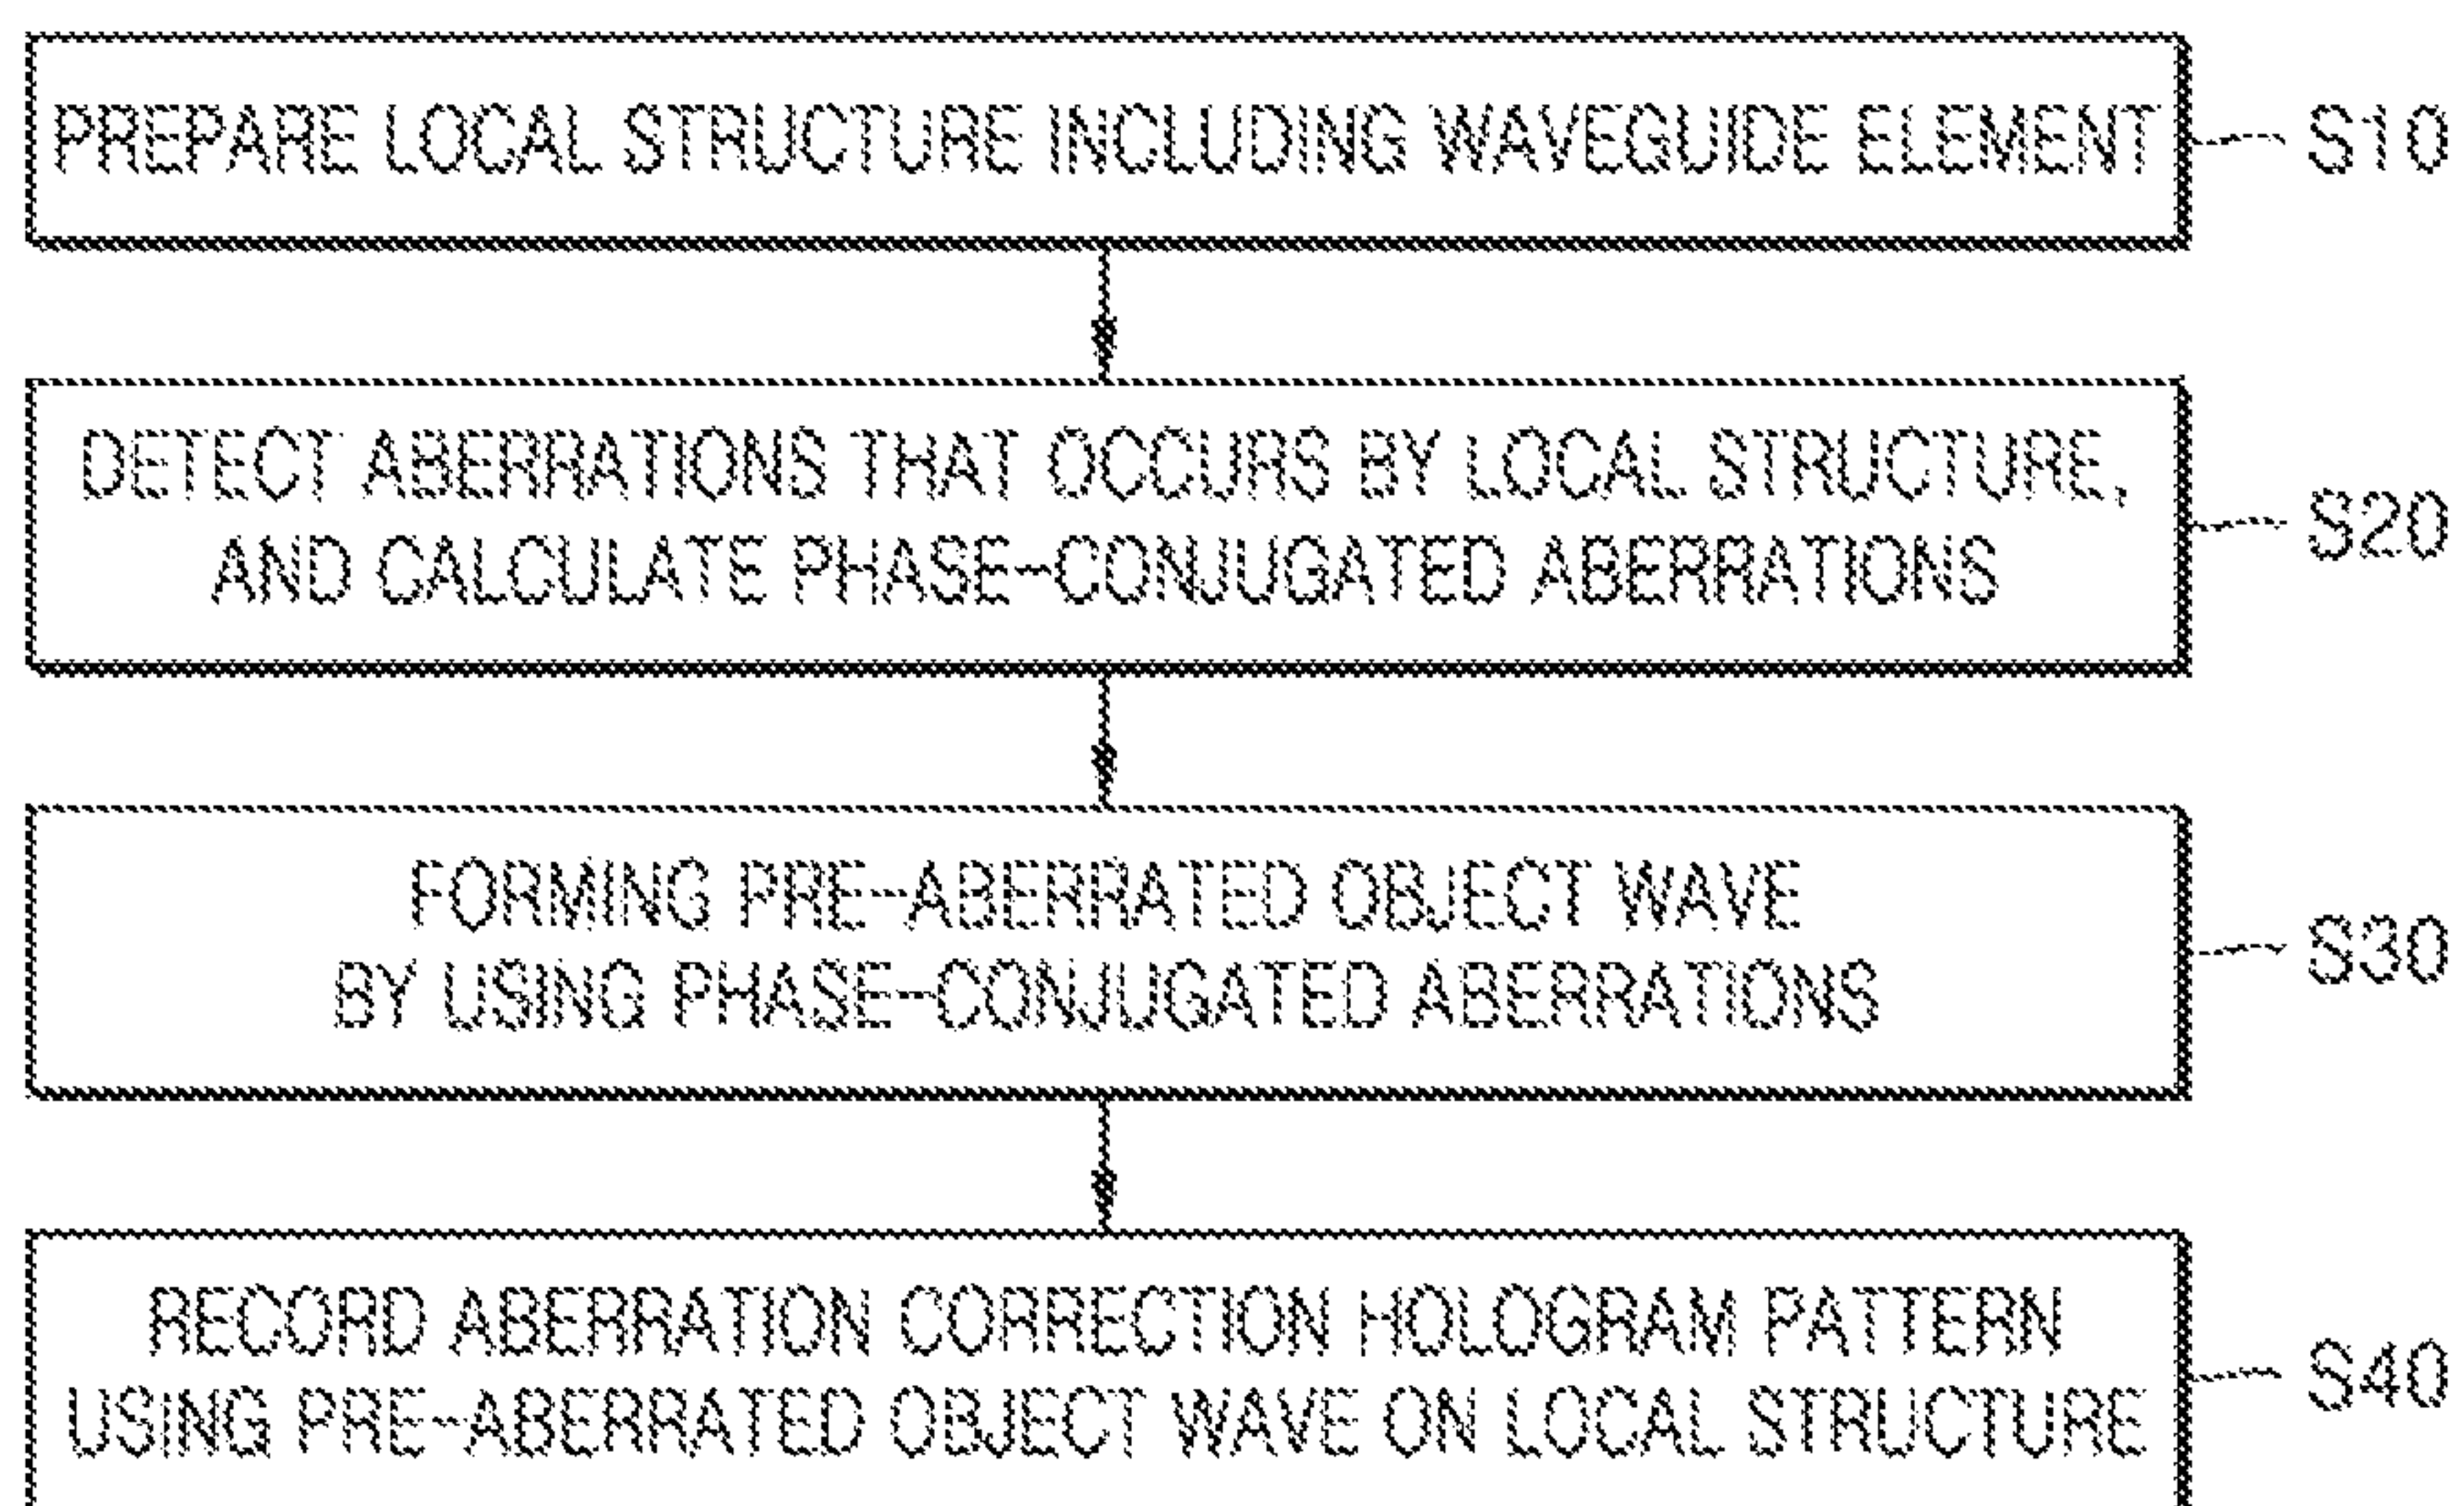 PREPARE LOCAL STRUCTURE INCLUDING WAVEGUIDE ELEMENT
S10
DETECT ABERRATIONS THAT OCCURS BY LOCAL STRUCTURE,
AND CALCULATE PHASE-CONJUGATED ABERRATIONS
S20
FORMING PRE-ABERRATED OBJECT WAVE
BY USING PHASE-CONJUGATED ABERRATIONS
S30
RECORD ABERRATION CORRECTION HOLOGRAM PATTERN
USING PRE-ABERRATED OBJECT WAVE ON LOCAL STRUCTURE
S40